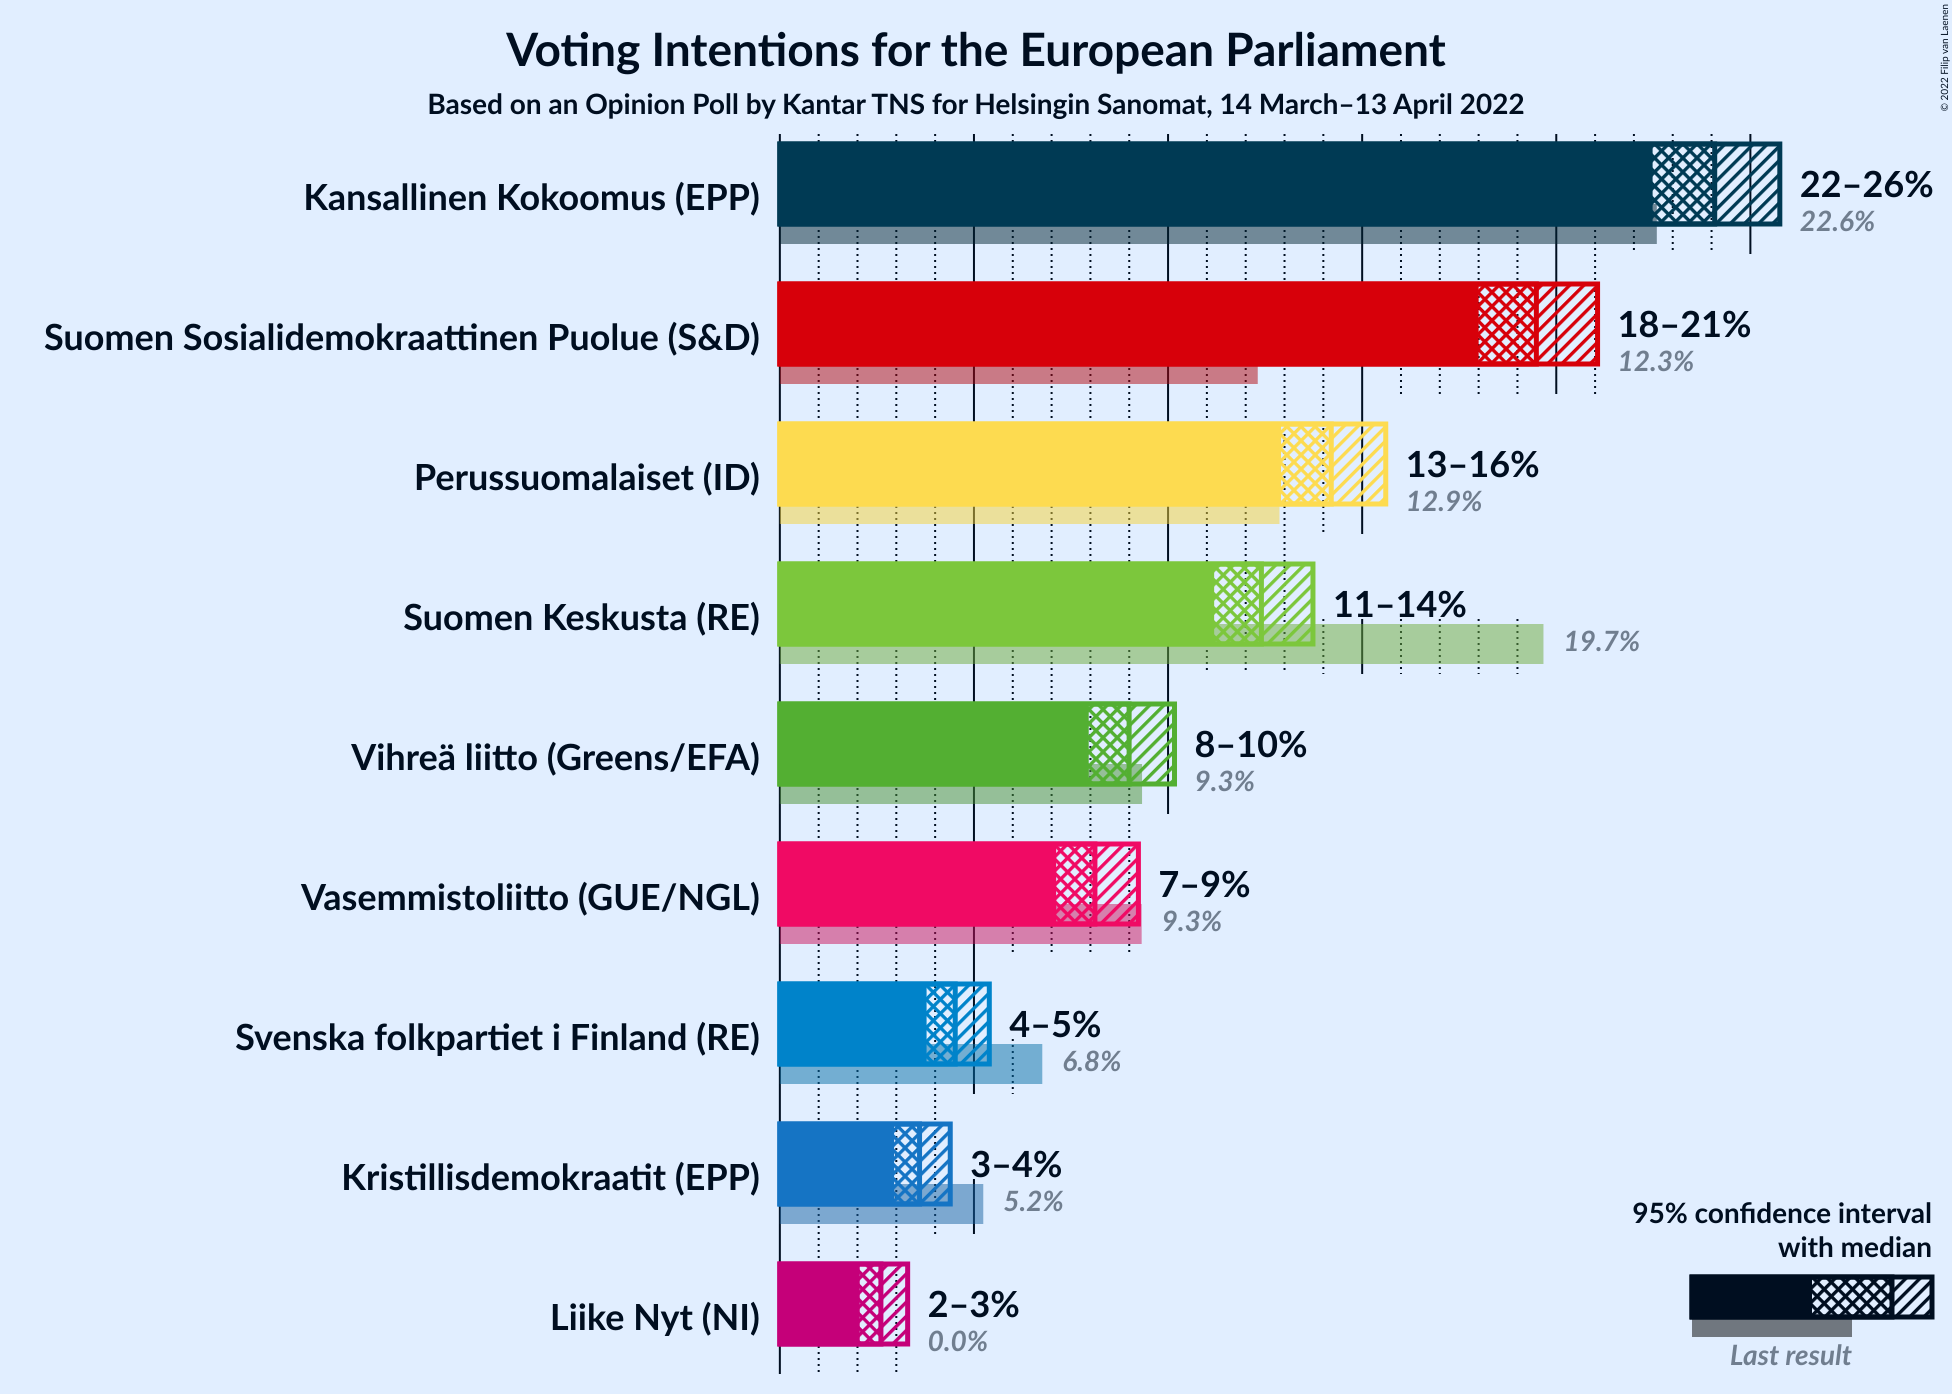 Voting Intentions for the European Parliament
Based on an Opinion Poll by Kantar TNS for Helsingin Sanomat, 14 March–13 April 2022
© 2022 Filip van Laenen
Kansallinen Kokoomus (EPP)
22–26%
22.6%
Suomen Sosialidemokraattinen Puolue (S&D)
18–21%
12.3%
Perussuomalaiset (ID)
13–16%
12.9%
Suomen Keskusta (RE)
11–14%
19.7%
Vihreä liitto (Greens/EFA)
8–10%
9.3%
Vasemmistoliitto (GUE/NGL)
7–9%
9.3%
Svenska folkpartiet i Finland (RE)
4–5%
6.8%
Kristillisdemokraatit (EPP)
3–4%
5.2%
Liike Nyt (NI)
2–3%
0.0%
95% confidence interval
with median
Last result